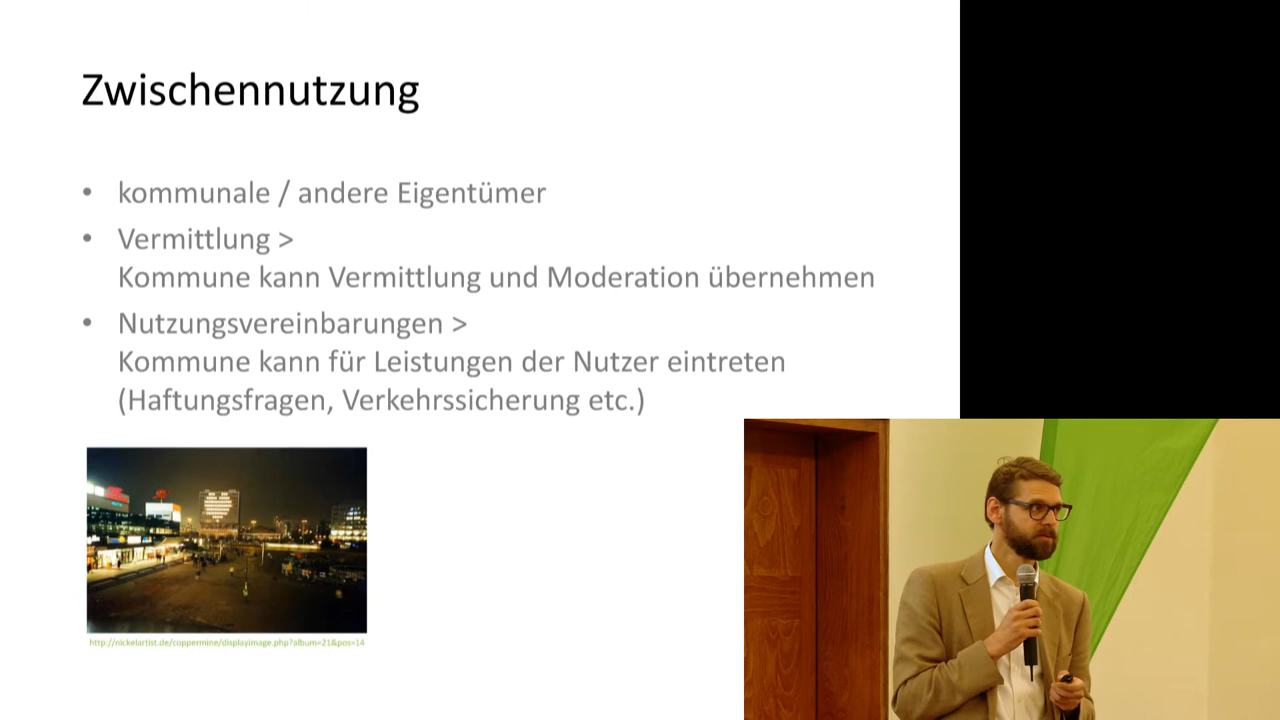 Zwischennutzung
• kommunale / andere Eigentümer
• Vermittlung >
Kommune kann Vermittlung und Moderation übernehmen
• Nutzungsvereinbarungen >
Kommune kann für Leistungen der Nutzer eintreten
(Haftungsfragen, Verkehrssicherung etc.)
http://nickelartist.de/coppermine/displayimage.php?album=21&pos=14